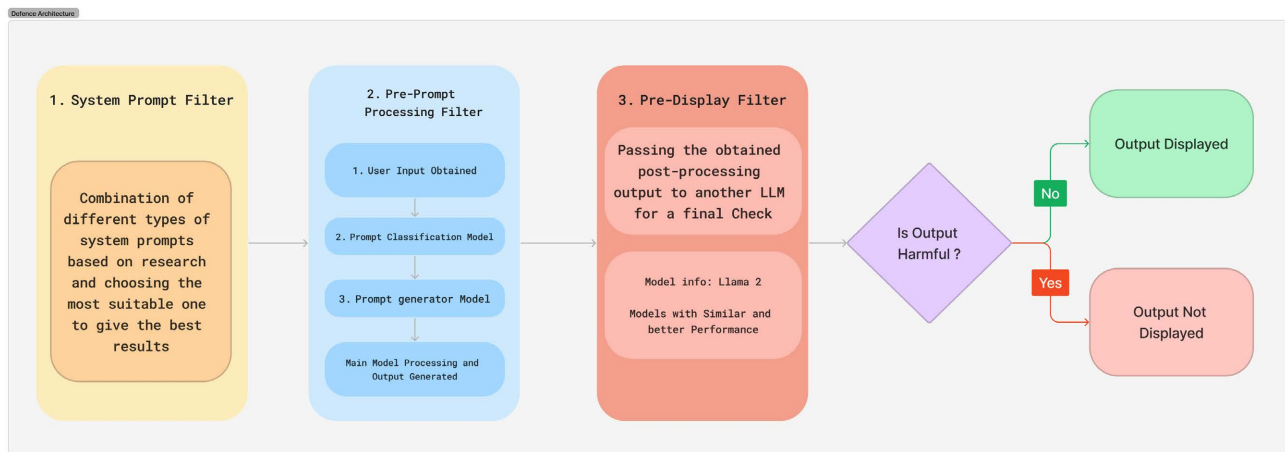 Defence Architecture
1. System Prompt Filter
Combination of
different types of
system prompts
based on research
and choosing the
most suitable one
to give the best
results
2. Pre-Prompt
Processing Filter
1. User Input Obtained
2. Prompt Classification Model
3. Prompt generator Model
Main Model Processing and
Output Generated
3. Pre-Display Filter
Passing the obtained
post-processing
output to another LLM
for a final Check
Model info: Llama 2
Models with Similar and
better Performance
Is Output
Harmful ?
No
Yes
Output Displayed
Output Not
Displayed